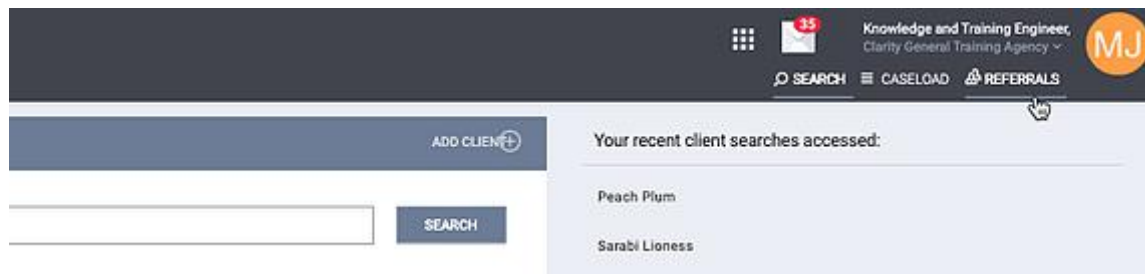 35
Knowledge and Training Engineer,
Clarity General Training Agency
MJ
SEARCH
CASELOAD
REFERRALS
ADD CLIENT
Your recent client searches accessed:
Peach Plum
SEARCH
Sarabi Lioness